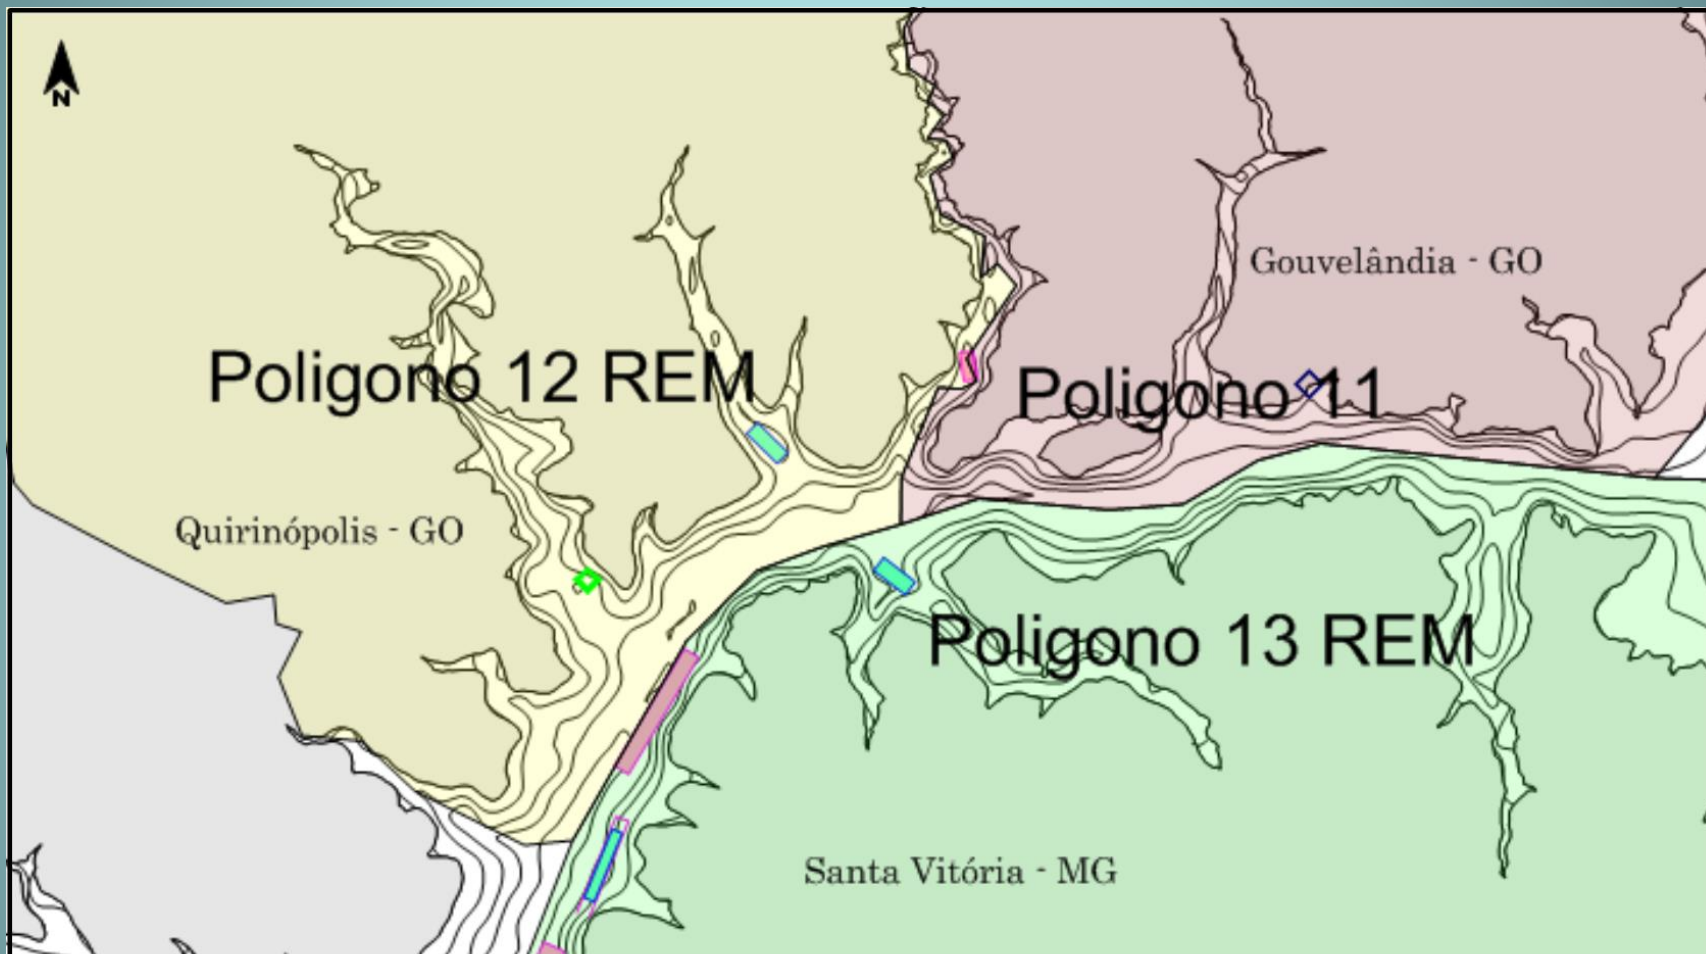 N
Gouvelândia - GO
Poligono 12 REM
Poligono 11
Quirinópolis - GO
Poligono 13 REM
Santa Vitória - MG